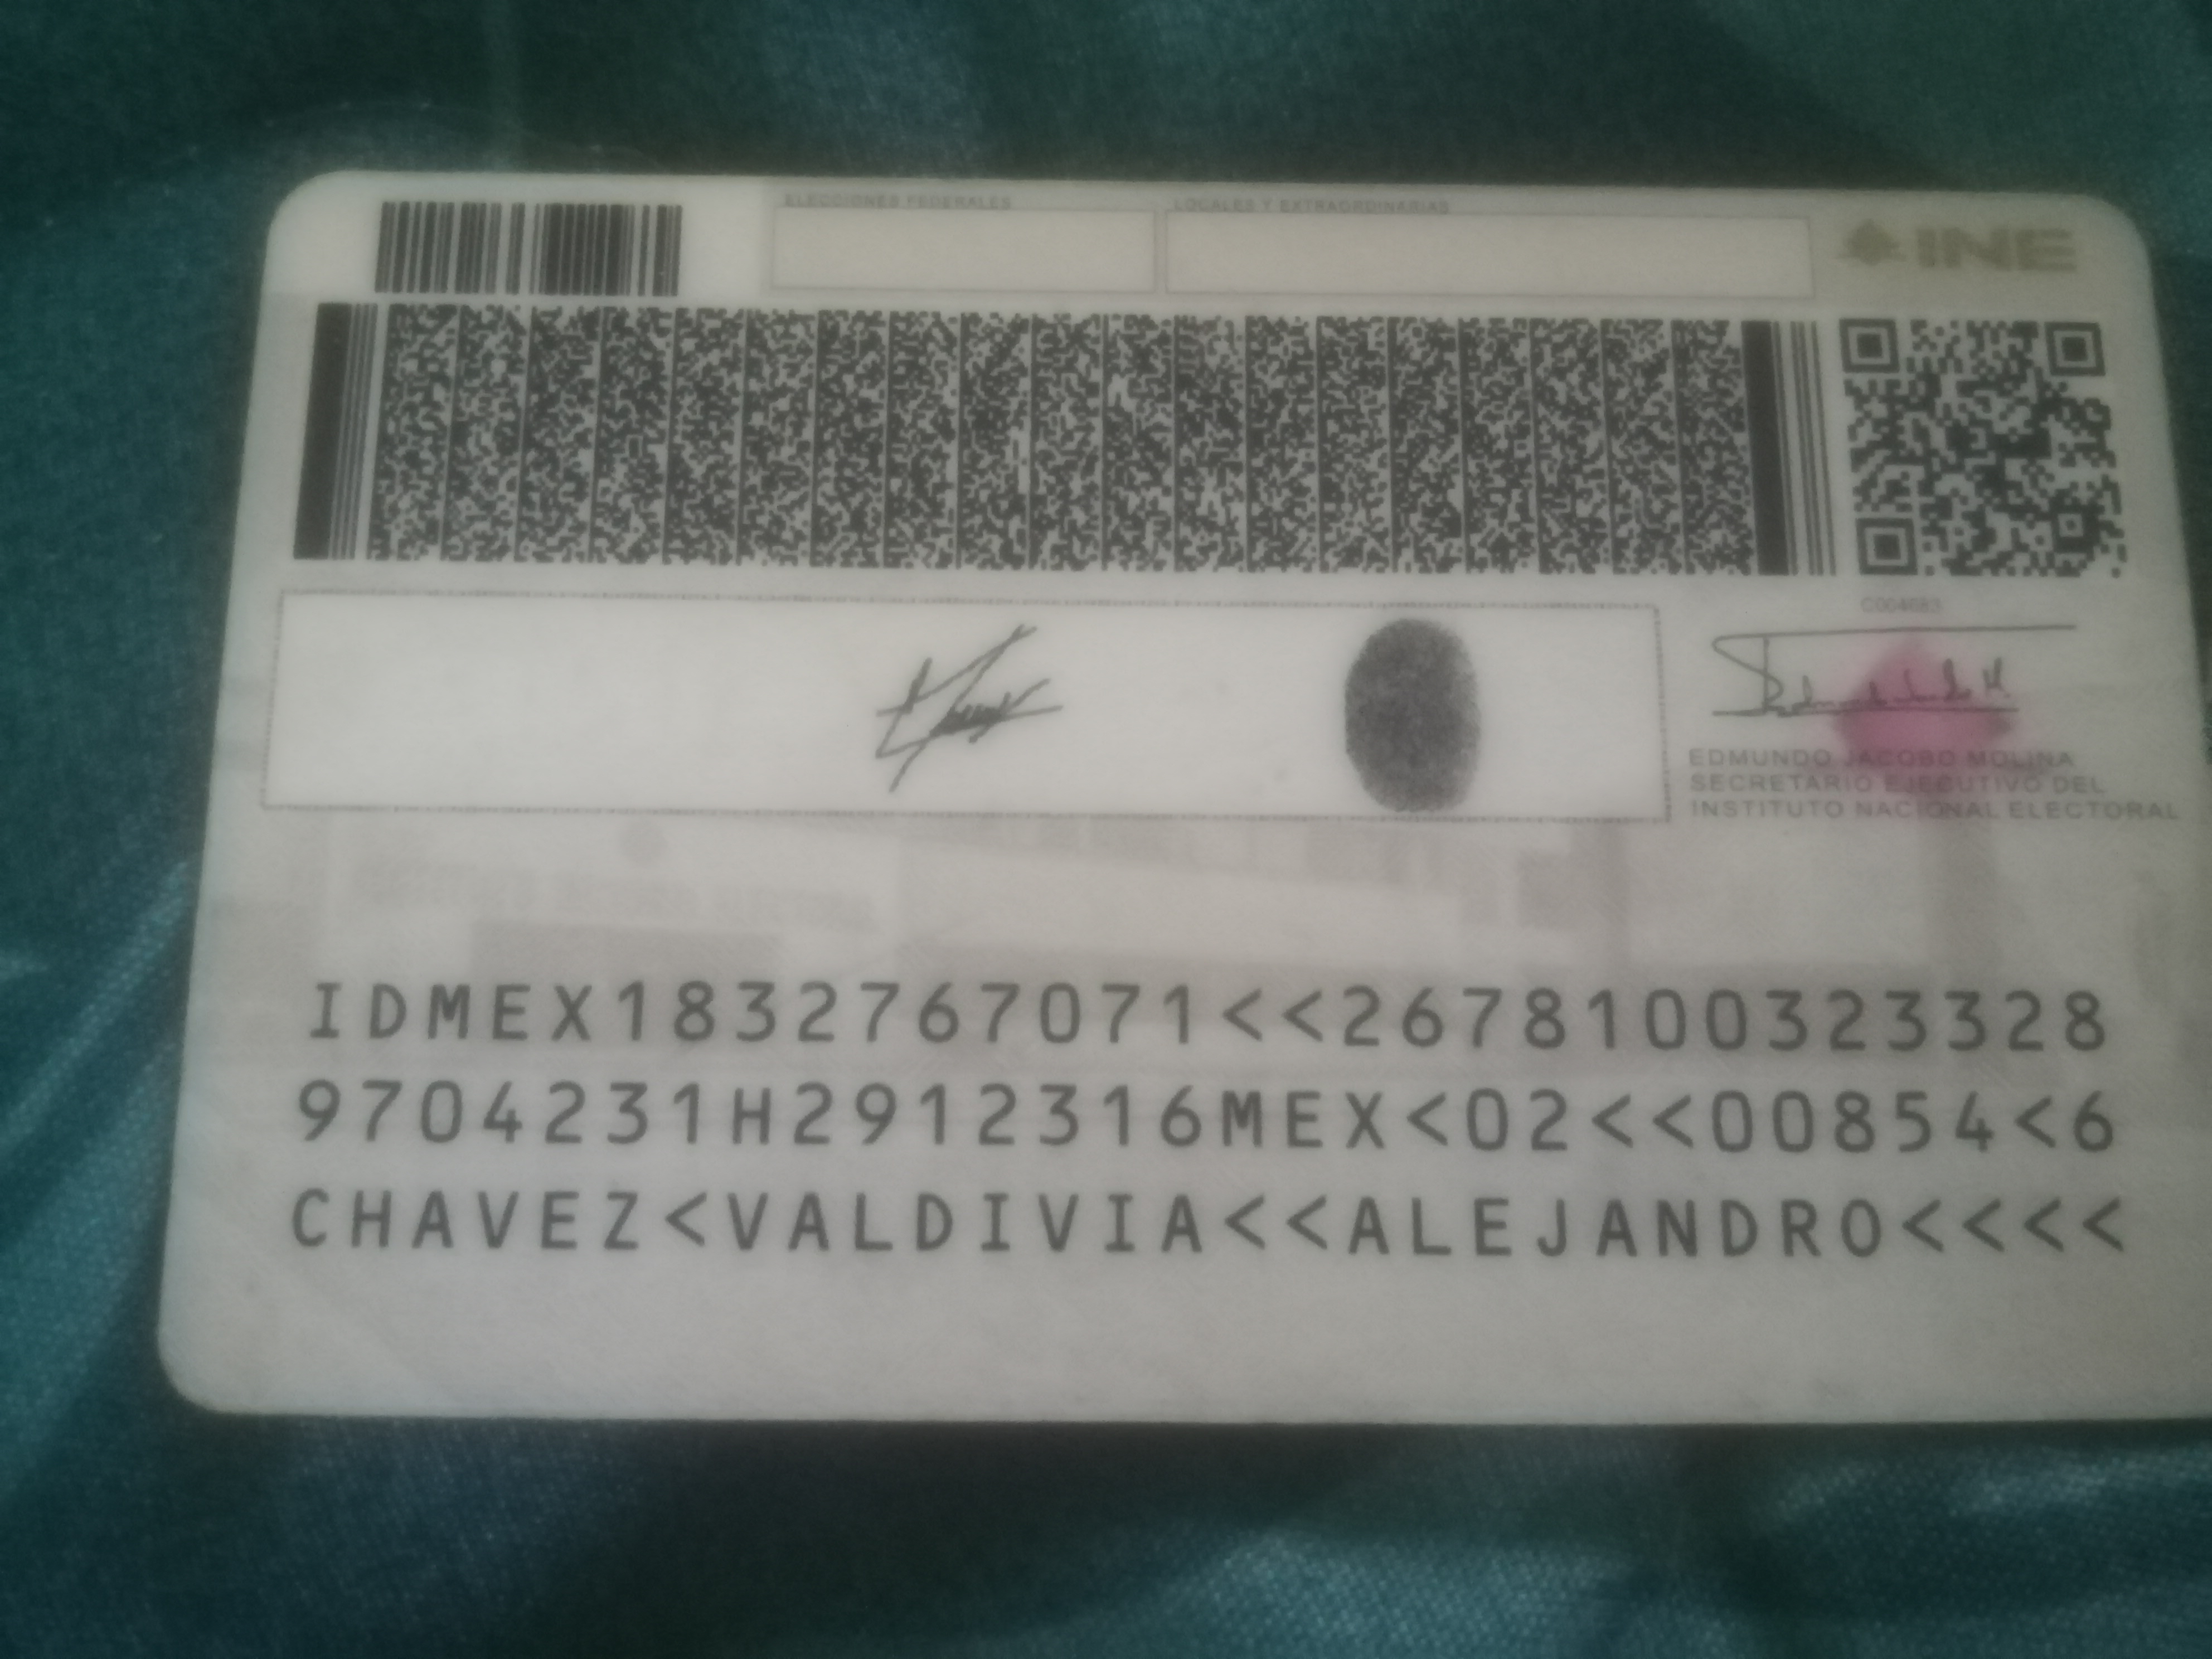 ELECCIONES FEDERALES
LOCALES Y EXTRAORDINARIAS
INE
EDMUNDO JACOBO MOLINA
SECRETARIO EJECUTIVO DEL
INSTITUTO NACIONAL ELECTORAL
IDMEX1832767071<<2678100323328
9704231H2912316MEX<02<<00854<6
CHAVEZ<VALDIVIA<<ALEJANDRO<<<<